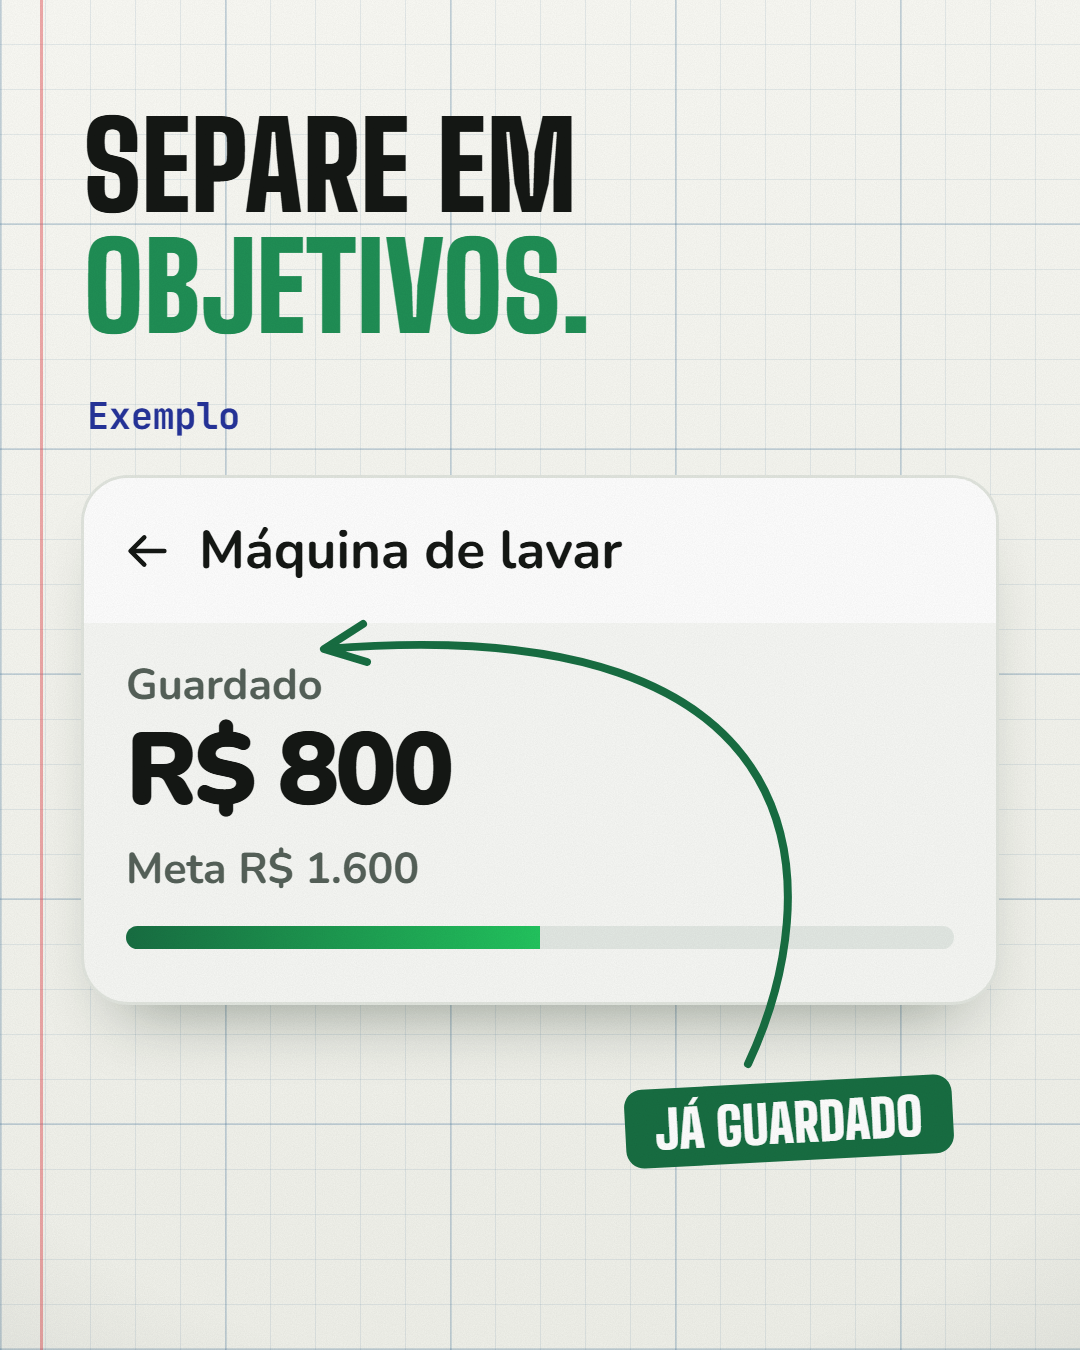 SEPARE EM
OBJETIVOS.
Exemplo
Máquina de lavar
Guardado
R$ 800
Meta R$ 1.600
JÁ GUARDADO